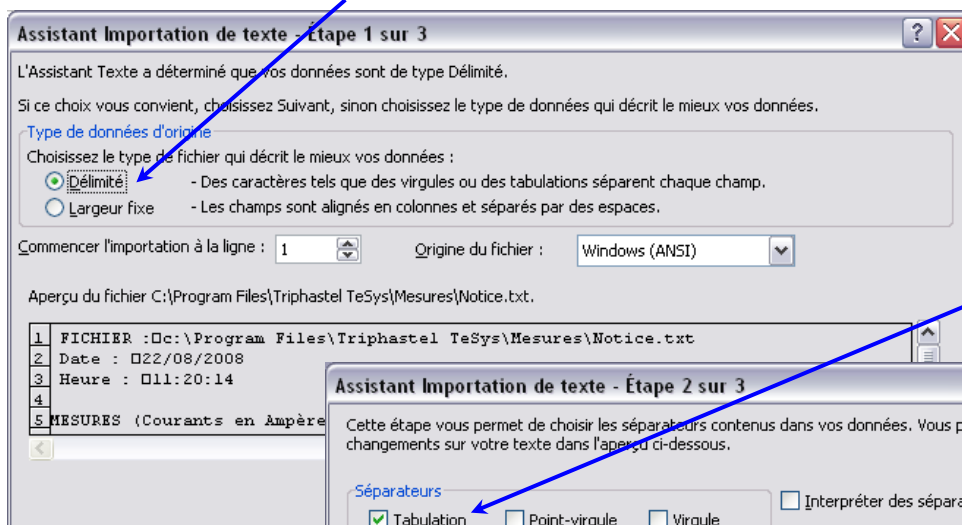 Assistant Importation de texte - Étape 1 sur 3
L'Assistant Texte a déterminé que vos données sont de type Délimité.
Si ce choix vous convient, choisissez Suivant, sinon choisissez le type de données qui décrit le mieux vos données.
Type de données d'origine
Choisissez le type de fichier qui décrit le mieux vos données :
Délimité - Des caractères tels que des virgules ou des tabulations séparent chaque champ.
Largeur fixe - Les champs sont alignés en colonnes et séparés par des espaces.
Commencer l'importation à la ligne : 1 Origine du fichier : Windows (ANSI)
Aperçu du fichier C:\Program Files\Triphastel TeSys\Mesures\Notice.txt.
1 FICHIER :□c:\Program Files\Triphastel TeSys\Mesures\Notice.txt
2 Date : □22/08/2008
3 Heure : □11:20:14
4
5 MESURES (Courants en Ampère
Assistant Importation de texte - Étape 2 sur 3
Cette étape vous permet de choisir les séparateurs contenus dans vos données. Vous p
changements sur votre texte dans l'aperçu ci-dessous.
Séparateurs
Interpréter des sépara
Tabulation Point-virgule Virgule